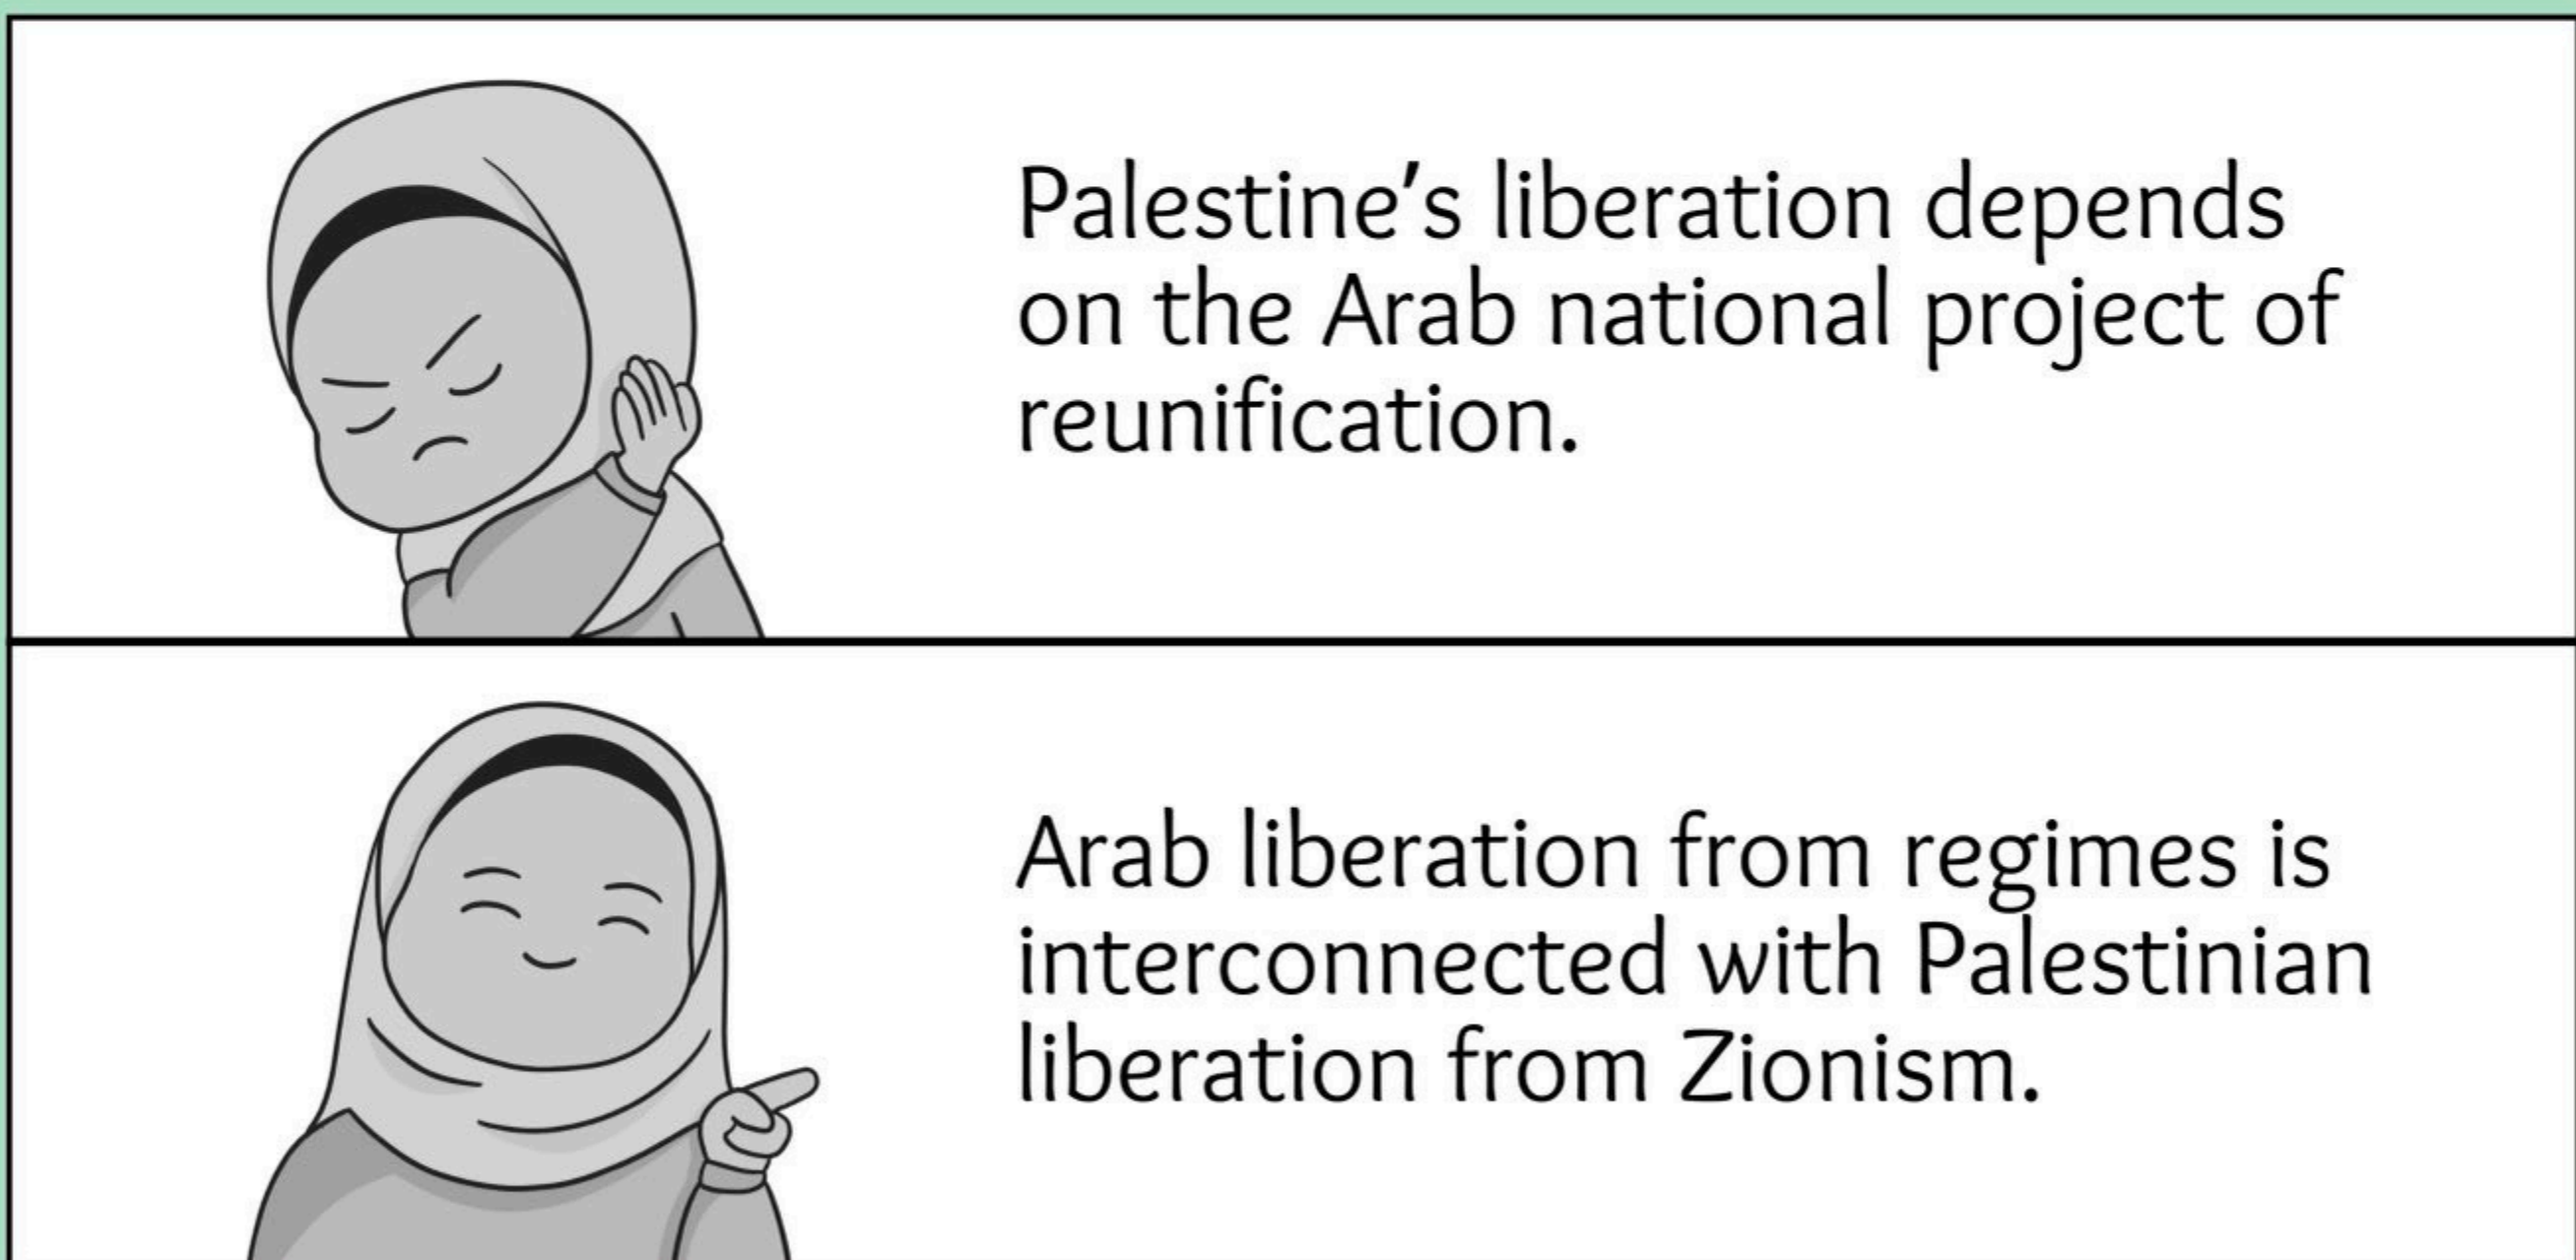 Palestine’s liberation depends
on the Arab national project of
reunification.
Arab liberation from regimes is
interconnected with Palestinian
liberation from Zionism.